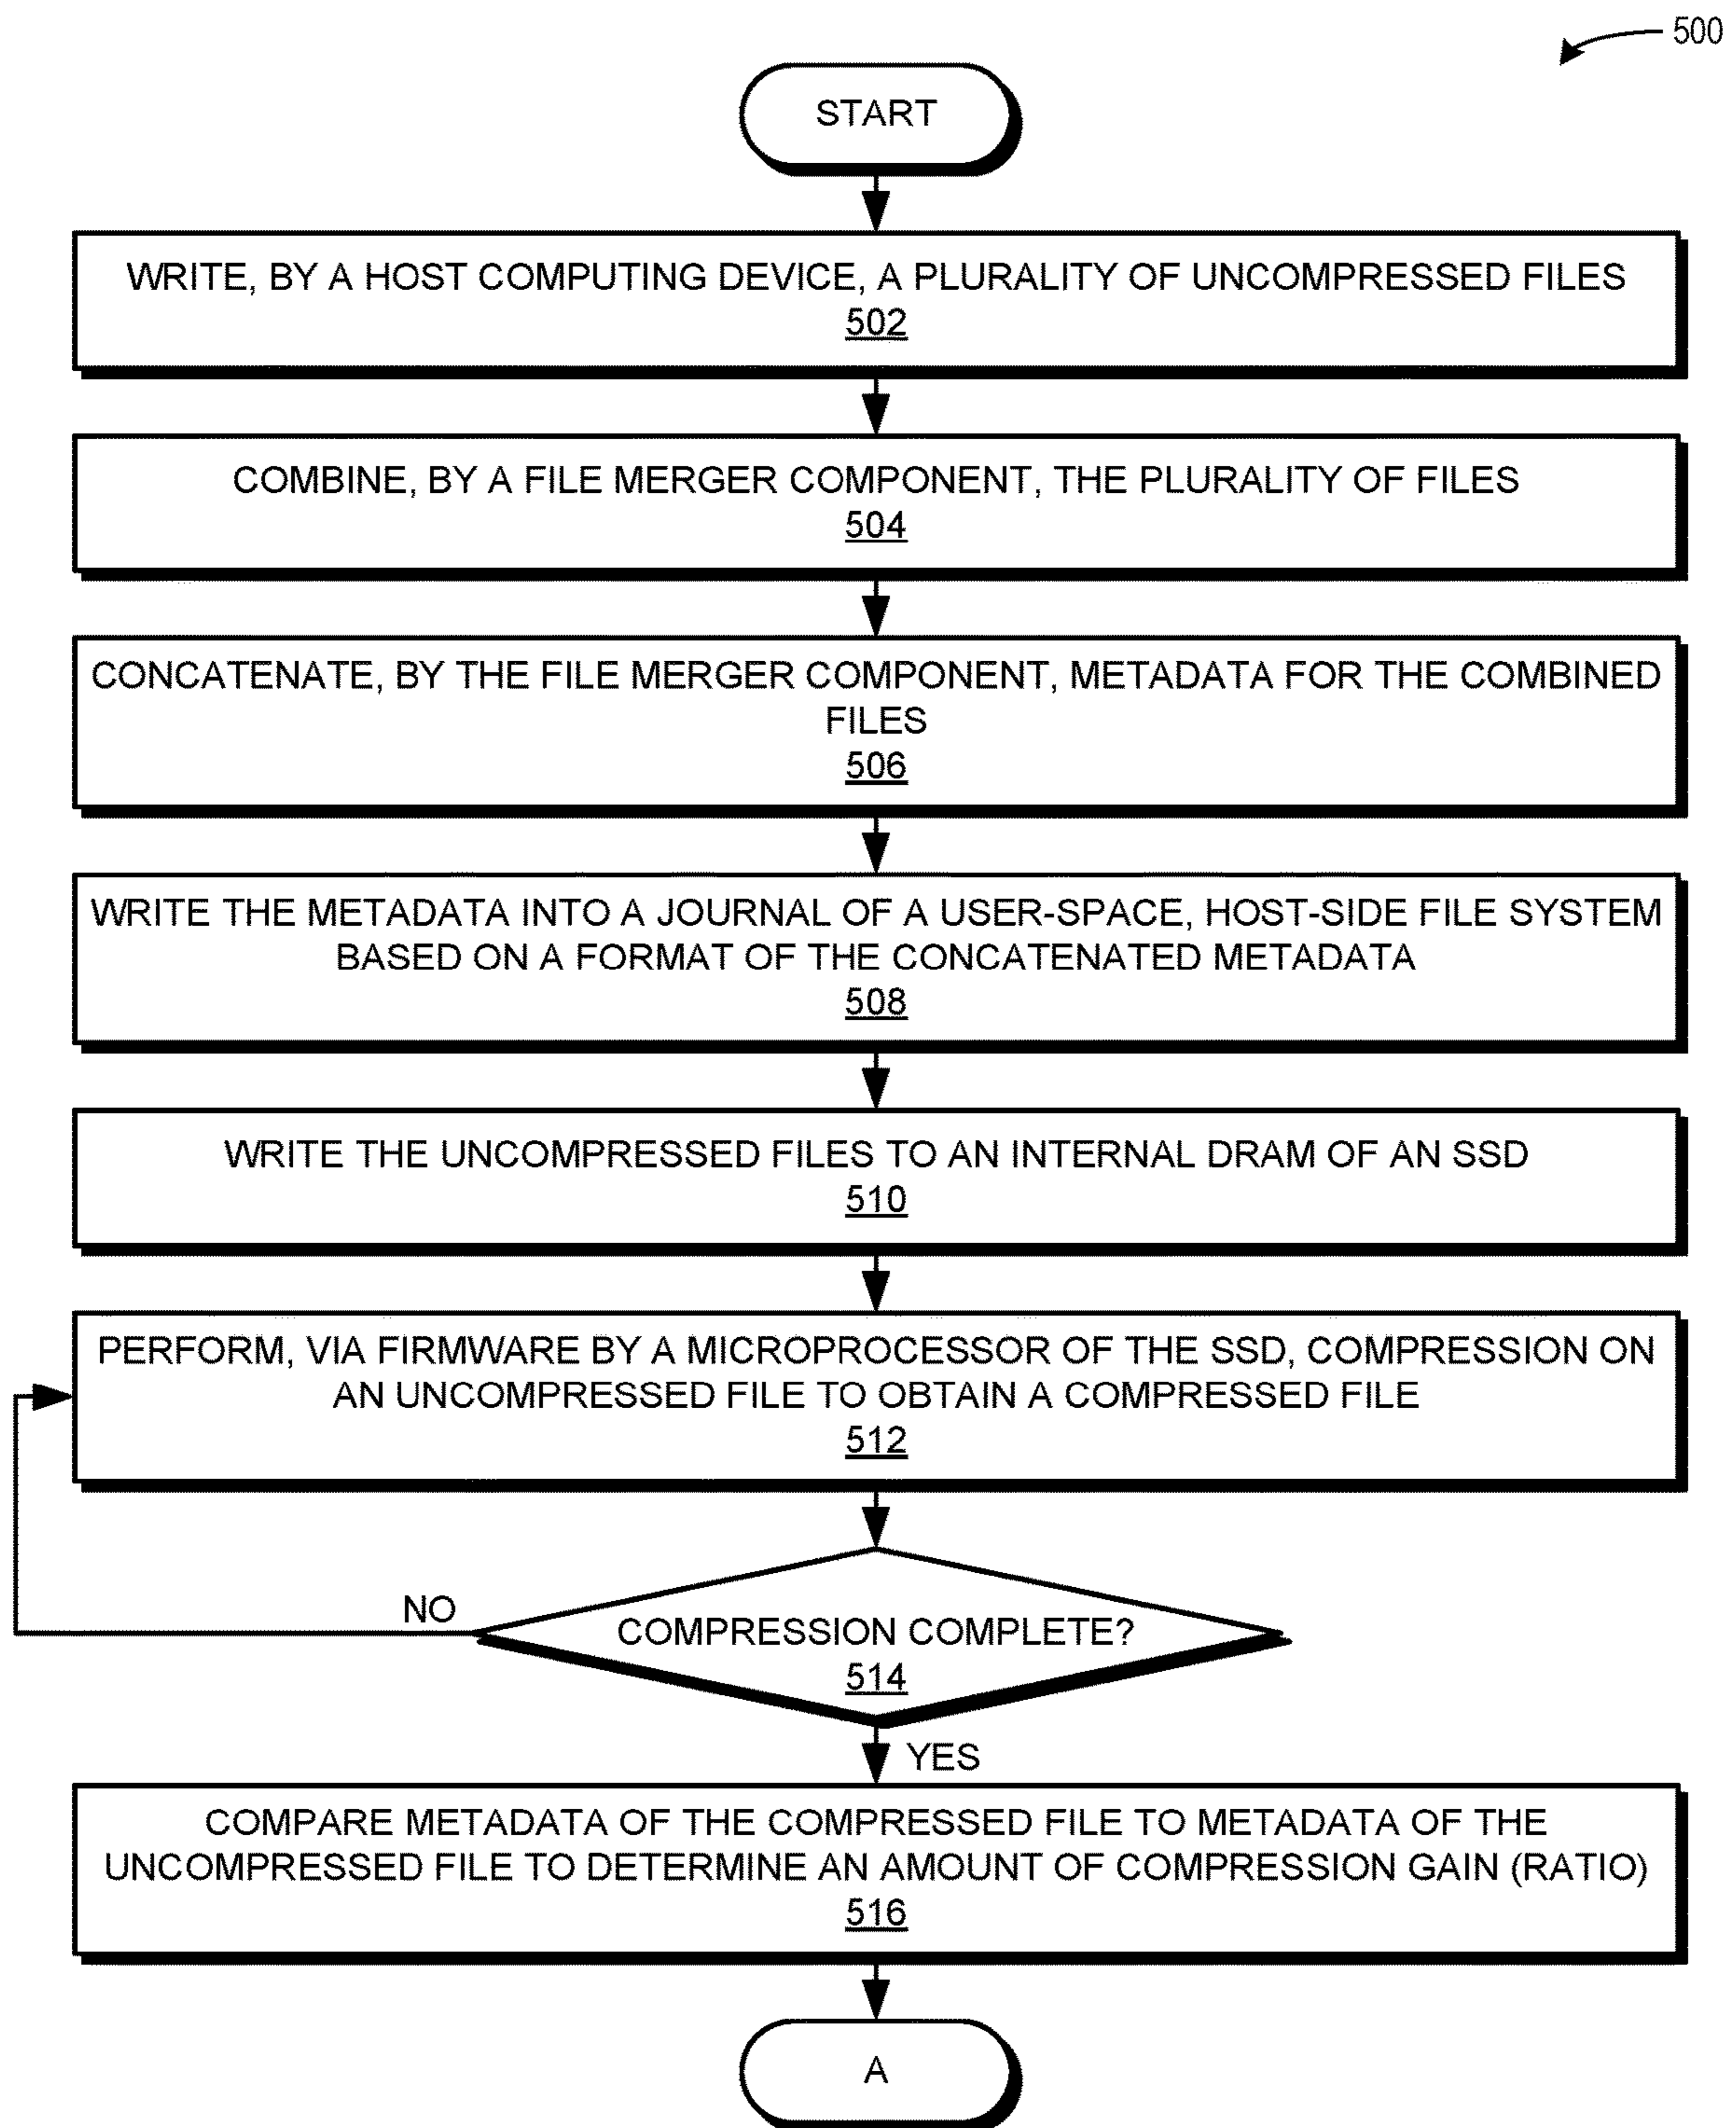 500
START
WRITE, BY A HOST COMPUTING DEVICE, A PLURALITY OF UNCOMPRESSED FILES
502
COMBINE, BY A FILE MERGER COMPONENT, THE PLURALITY OF FILES
504
CONCATENATE, BY THE FILE MERGER COMPONENT, METADATA FOR THE COMBINED
FILES
506
WRITE THE METADATA INTO A JOURNAL OF A USER-SPACE, HOST-SIDE FILE SYSTEM
BASED ON A FORMAT OF THE CONCATENATED METADATA
508
WRITE THE UNCOMPRESSED FILES TO AN INTERNAL DRAM OF AN SSD
510
PERFORM, VIA FIRMWARE BY A MICROPROCESSOR OF THE SSD, COMPRESSION ON
AN UNCOMPRESSED FILE TO OBTAIN A COMPRESSED FILE
512
NO
COMPRESSION COMPLETE?
514
YES
COMPARE METADATA OF THE COMPRESSED FILE TO METADATA OF THE
UNCOMPRESSED FILE TO DETERMINE AN AMOUNT OF COMPRESSION GAIN (RATIO)
516
A